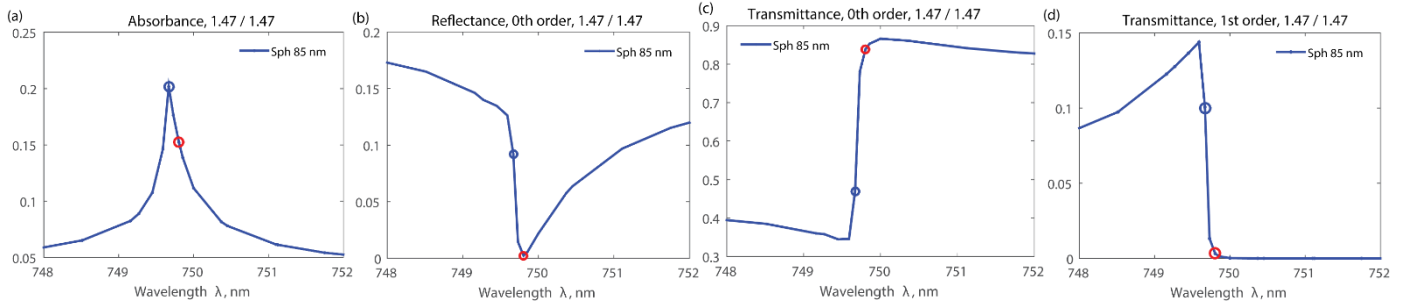 (a)
Absorbance, 1.47 / 1.47
Sph 85 nm
0.25
0.2
0.15
0.1
0.05
748
749
750
751
752
Wavelength λ, nm
(b)
Reflectance, 0th order, 1.47 / 1.47
Sph 85 nm
0.2
0.15
0.1
0.05
0
748
749
750
751
752
Wavelength λ, nm
(c)
Transmittance, 0th order, 1.47 / 1.47
Sph 85 nm
0.9
0.8
0.7
0.6
0.5
0.4
0.3
748
749
750
751
752
Wavelength λ, nm
(d)
Transmittance, 1st order, 1.47 / 1.47
Sph 85 nm
0.15
0.1
0.05
0
748
749
750
751
752
Wavelength λ, nm